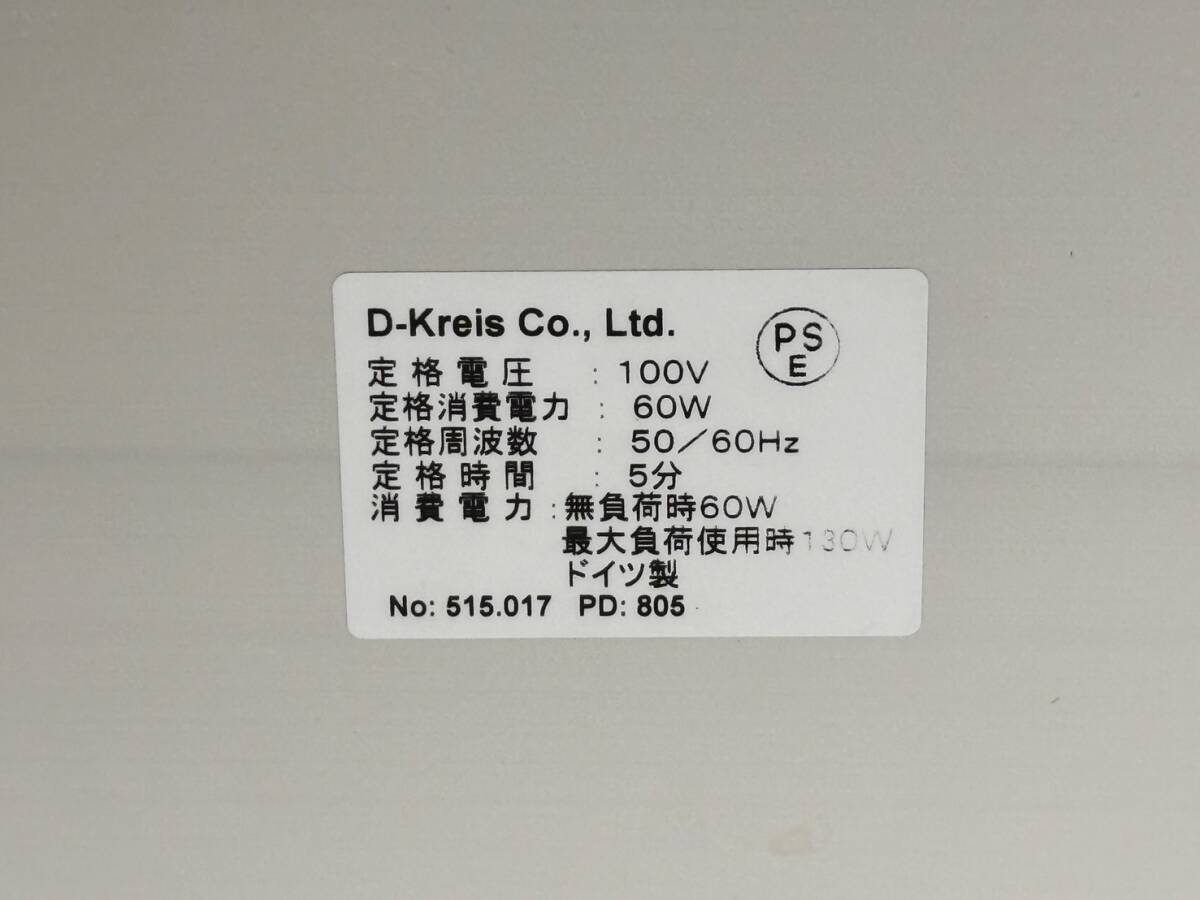 D-Kreis Co., Ltd.
PS
E
定格電圧 : 100V
定格消費電力 : 60W
定格周波数 : 50／60Hz
定格時間 : 5分
消費電力 : 無負荷時60W
最大負荷使用時130W
ドイツ製
No: 515.017 PD: 805